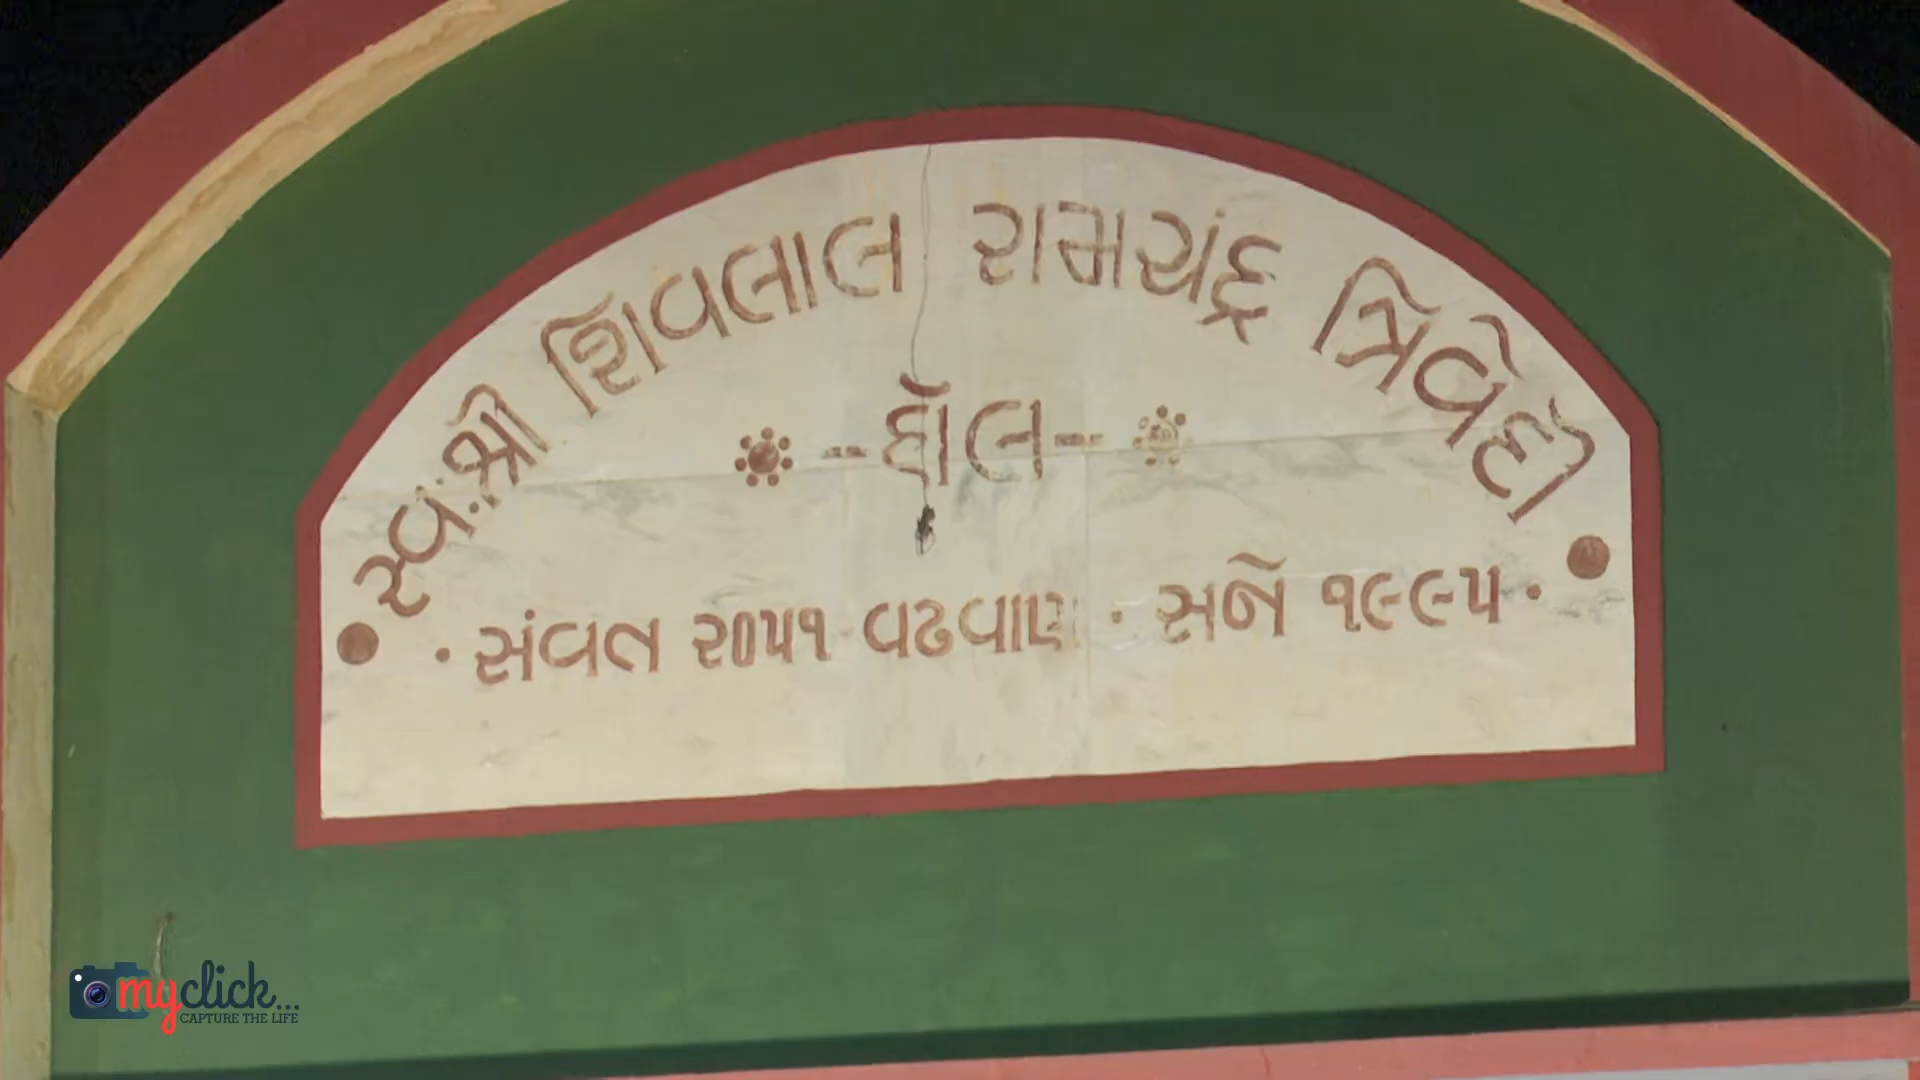 સ્વ. શ્રી શિવલાલ રામચંદ્ર ત્રિવેદી
-હોલ-
· સંવત ૨૦૫૧ વઢવાણ · સને ૧૯૯૫ ·
myclick...
CAPTURE THE LIFE